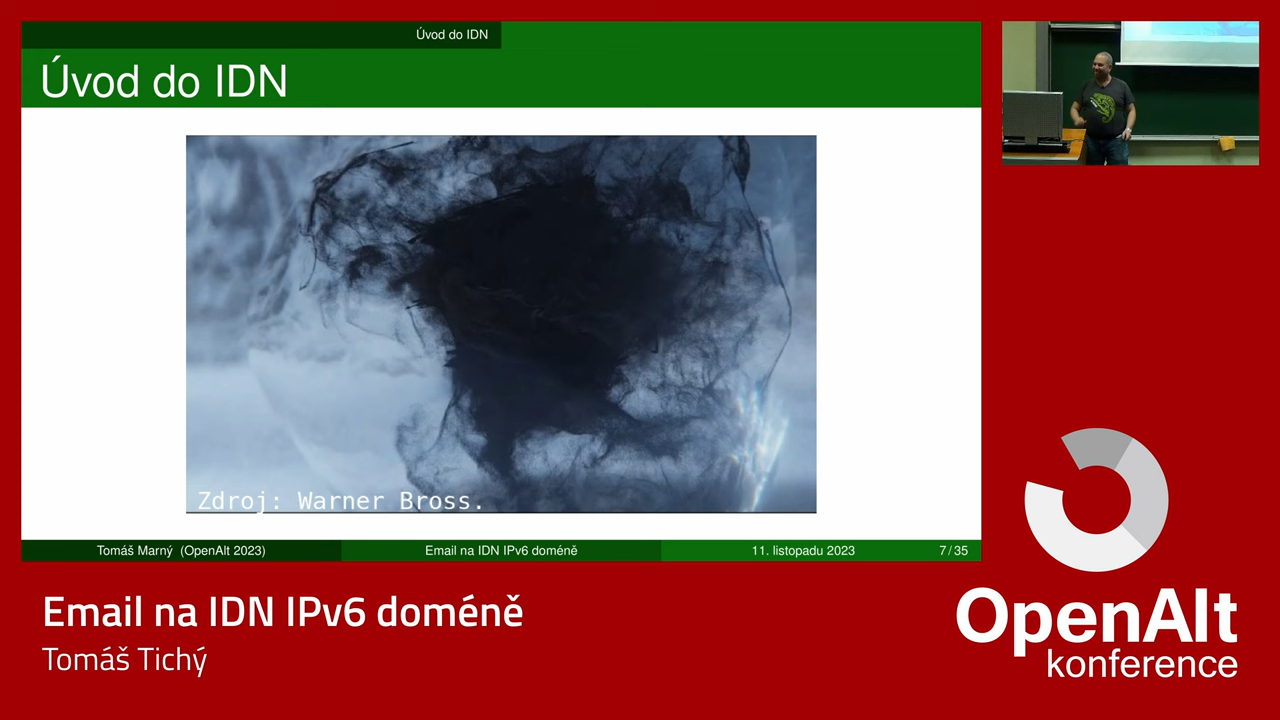 Úvod do IDN
Úvod do IDN
Zdroj: Warner Bross.
Tomáš Marný (OpenAlt 2023)
Email na IDN IPv6 doméně
11. listopadu 2023
7 / 35
Email na IDN IPv6 doméně
Tomáš Tichý
OpenAlt
konference